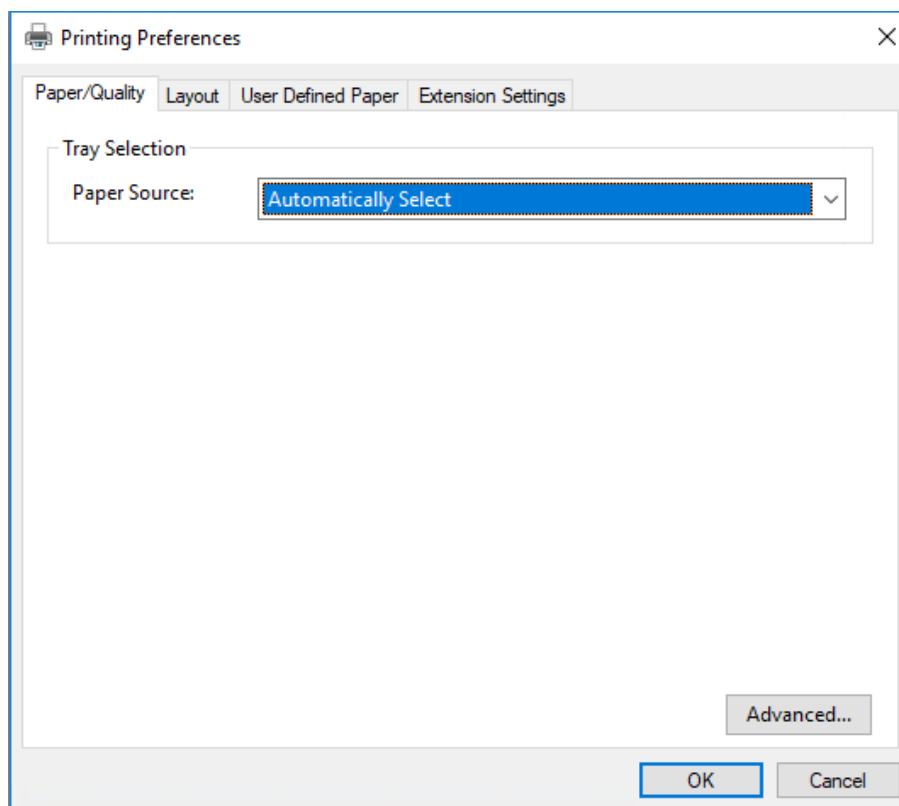 Printing Preferences
Paper/Quality Layout User Defined Paper Extension Settings
Tray Selection
Paper Source: Automatically Select
Advanced...
OK Cancel